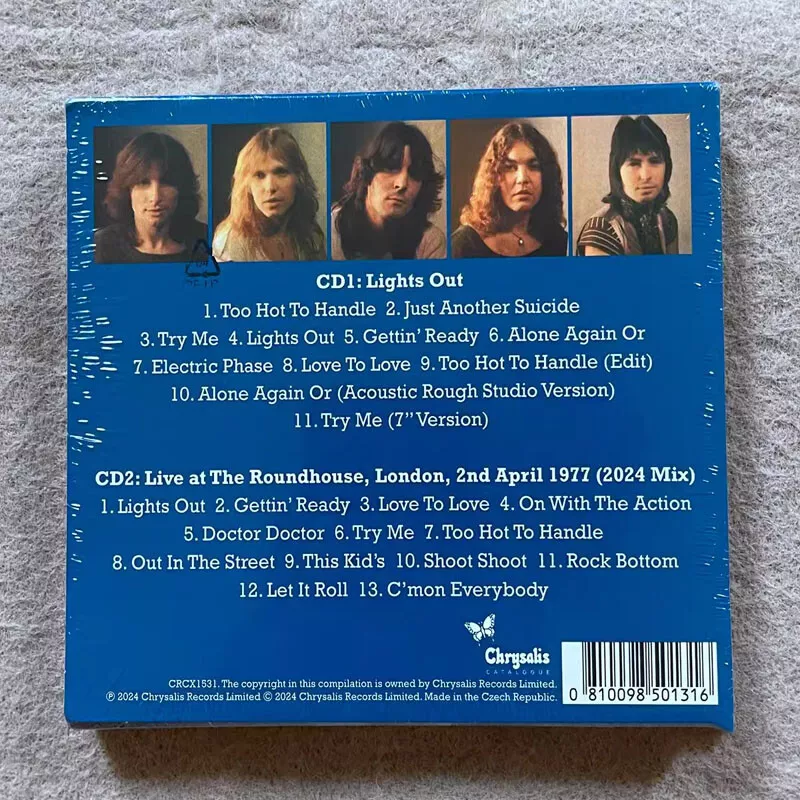 CD1: Lights Out
1. Too Hot To Handle 2. Just Another Suicide
3. Try Me 4. Lights Out 5. Gettin' Ready 6. Alone Again Or
7. Electric Phase 8. Love To Love 9. Too Hot To Handle (Edit)
10. Alone Again Or (Acoustic Rough Studio Version)
11. Try Me (7” Version)
CD2: Live at The Roundhouse, London, 2nd April 1977 (2024 Mix)
1. Lights Out 2. Gettin' Ready 3. Love To Love 4. On With The Action
5. Doctor Doctor 6. Try Me 7. Too Hot To Handle
8. Out In The Street 9. This Kid's 10. Shoot Shoot 11. Rock Bottom
12. Let It Roll 13. C'mon Everybody
Chrysalis
CATALOGUE
CRCX1531. The copyright in this compilation is owned by Chrysalis Records Limited.
℗ 2024 Chrysalis Records Limited © 2024 Chrysalis Records Limited. Made in the Czech Republic.
0 810098 501316